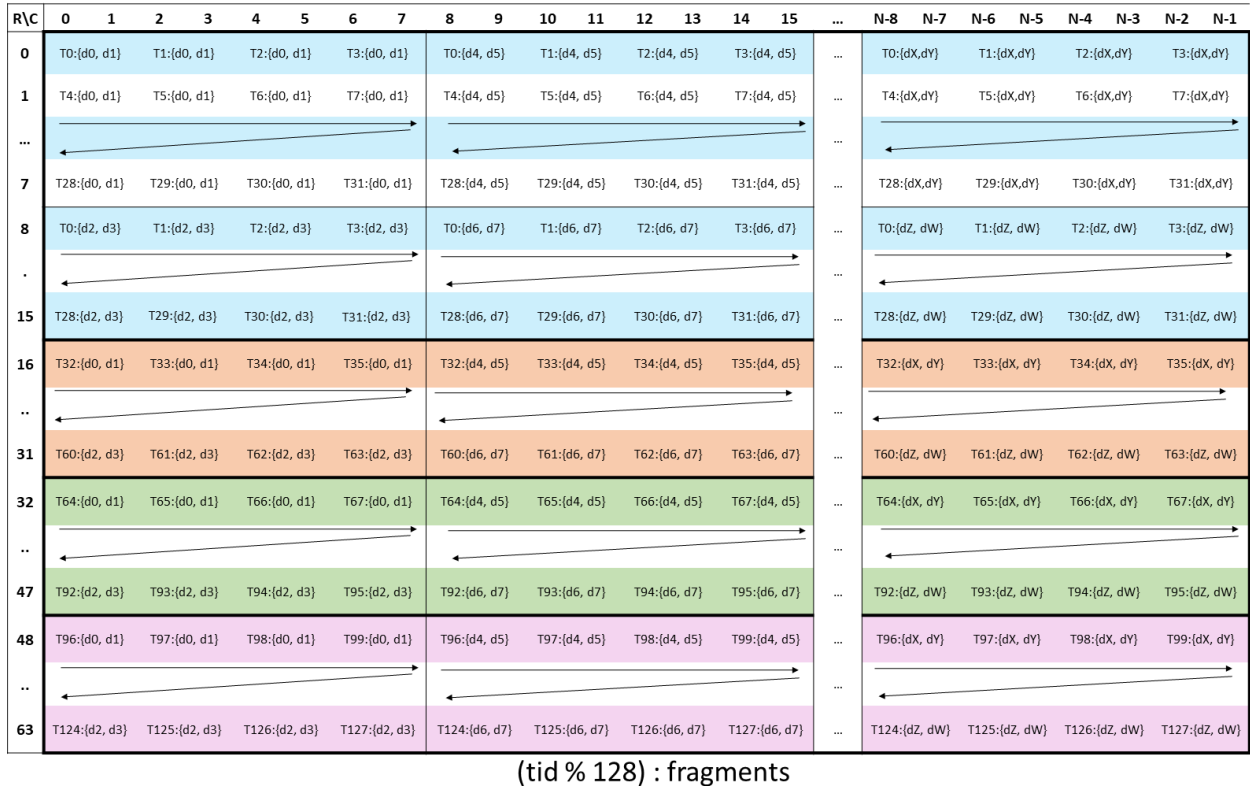 R\C 0 1 2 3 4 5 6 7 8 9 10 11 12 13 14 15 ... N-8 N-7 N-6 N-5 N-4 N-3 N-2 N-1
0 T0:{d0, d1} T1:{d0, d1} T2:{d0, d1} T3:{d0, d1} T0:{d4, d5} T1:{d4, d5} T2:{d4, d5} T3:{d4, d5} ... T0:{dX,dY} T1:{dX,dY} T2:{dX,dY} T3:{dX,dY}
1 T4:{d0, d1} T5:{d0, d1} T6:{d0, d1} T7:{d0, d1} T4:{d4, d5} T5:{d4, d5} T6:{d4, d5} T7:{d4, d5} ... T4:{dX,dY} T5:{dX,dY} T6:{dX,dY} T7:{dX,dY}
... ...
7 T28:{d0, d1} T29:{d0, d1} T30:{d0, d1} T31:{d0, d1} T28:{d4, d5} T29:{d4, d5} T30:{d4, d5} T31:{d4, d5} ... T28:{dX,dY} T29:{dX,dY} T30:{dX,dY} T31:{dX,dY}
8 T0:{d2, d3} T1:{d2, d3} T2:{d2, d3} T3:{d2, d3} T0:{d6, d7} T1:{d6, d7} T2:{d6, d7} T3:{d6, d7} ... T0:{dZ, dW} T1:{dZ, dW} T2:{dZ, dW} T3:{dZ, dW}
. ...
15 T28:{d2, d3} T29:{d2, d3} T30:{d2, d3} T31:{d2, d3} T28:{d6, d7} T29:{d6, d7} T30:{d6, d7} T31:{d6, d7} ... T28:{dZ, dW} T29:{dZ, dW} T30:{dZ, dW} T31:{dZ, dW}
16 T32:{d0, d1} T33:{d0, d1} T34:{d0, d1} T35:{d0, d1} T32:{d4, d5} T33:{d4, d5} T34:{d4, d5} T35:{d4, d5} ... T32:{dX, dY} T33:{dX, dY} T34:{dX, dY} T35:{dX, dY}
.. ...
31 T60:{d2, d3} T61:{d2, d3} T62:{d2, d3} T63:{d2, d3} T60:{d6, d7} T61:{d6, d7} T62:{d6, d7} T63:{d6, d7} ... T60:{dZ, dW} T61:{dZ, dW} T62:{dZ, dW} T63:{dZ, dW}
32 T64:{d0, d1} T65:{d0, d1} T66:{d0, d1} T67:{d0, d1} T64:{d4, d5} T65:{d4, d5} T66:{d4, d5} T67:{d4, d5} ... T64:{dX, dY} T65:{dX, dY} T66:{dX, dY} T67:{dX, dY}
.. ...
47 T92:{d2, d3} T93:{d2, d3} T94:{d2, d3} T95:{d2, d3} T92:{d6, d7} T93:{d6, d7} T94:{d6, d7} T95:{d6, d7} ... T92:{dZ, dW} T93:{dZ, dW} T94:{dZ, dW} T95:{dZ, dW}
48 T96:{d0, d1} T97:{d0, d1} T98:{d0, d1} T99:{d0, d1} T96:{d4, d5} T97:{d4, d5} T98:{d4, d5} T99:{d4, d5} ... T96:{dX, dY} T97:{dX, dY} T98:{dX, dY} T99:{dX, dY}
.. ...
63 T124:{d2, d3} T125:{d2, d3} T126:{d2, d3} T127:{d2, d3} T124:{d6, d7} T125:{d6, d7} T126:{d6, d7} T127:{d6, d7} ... T124:{dZ, dW} T125:{dZ, dW} T126:{dZ, dW} T127:{dZ, dW}
(tid % 128) : fragments